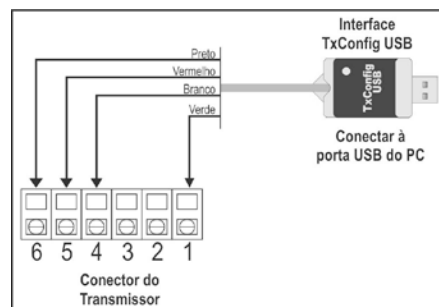 Interface
TxConfig USB
Preto
Vermelho
Branco
Verde
TxConfig
USB
Conectar à
porta USB do PC
6 5 4 3 2 1
Conector do
Transmissor